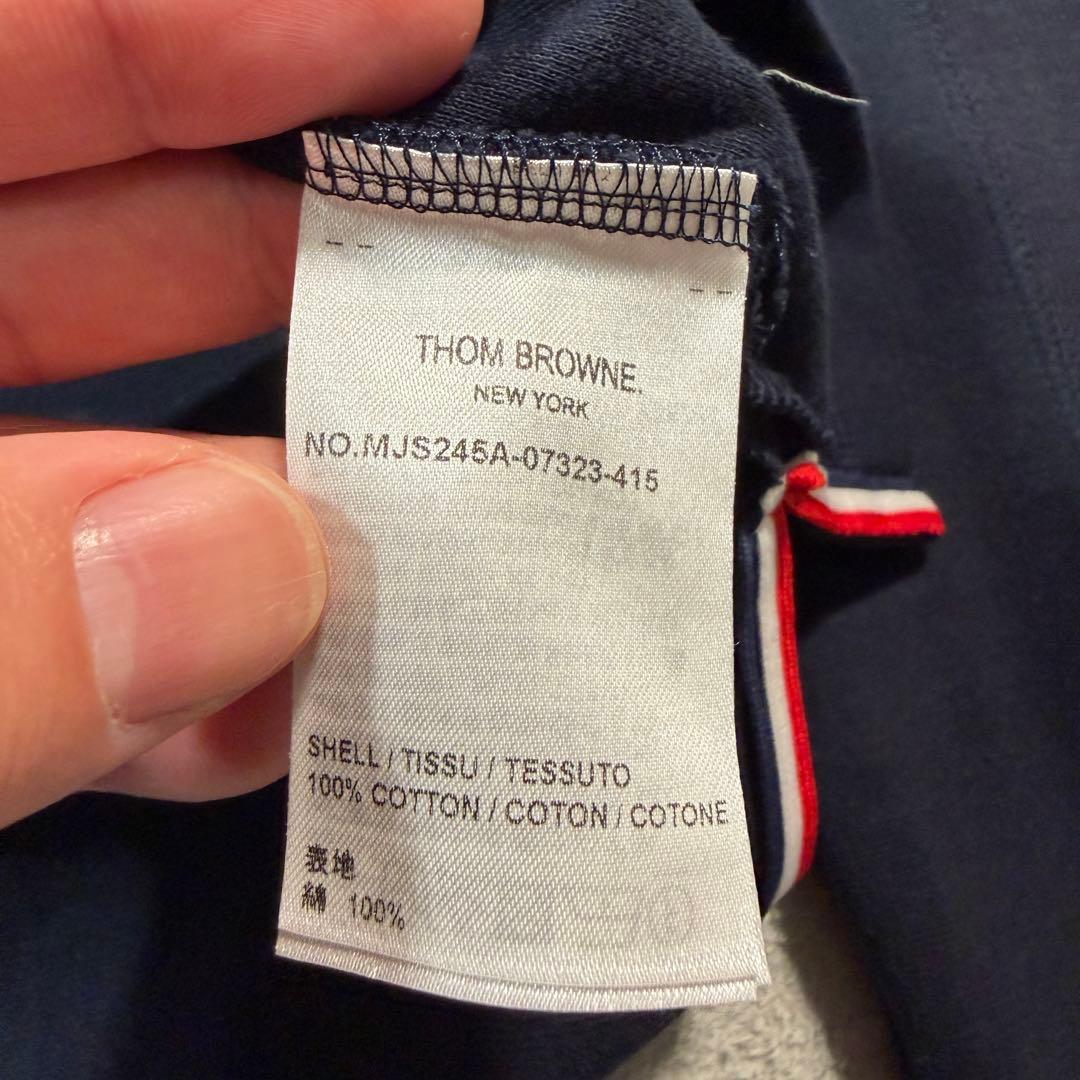 THOM BROWNE.
NEW YORK
NO.MJS245A-07323-415
SHELL / TISSU / TESSUTO
100% COTTON / COTON / COTONE
表地
綿 100%